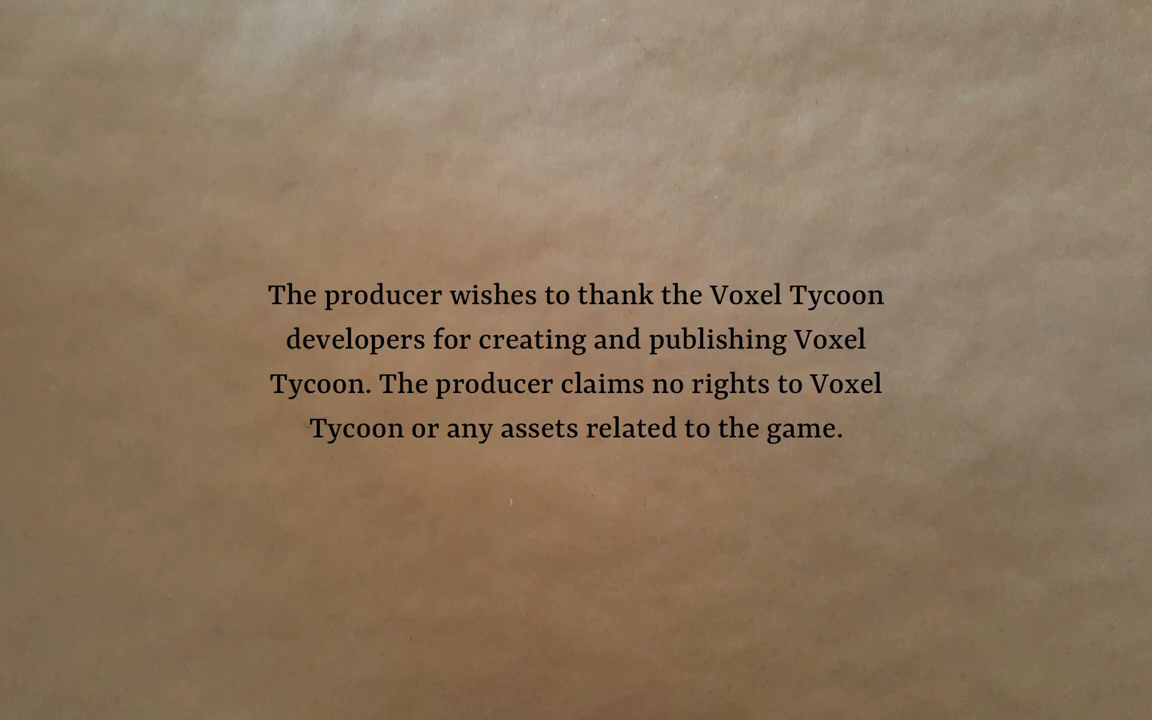 The producer wishes to thank the Voxel Tycoon
developers for creating and publishing Voxel
Tycoon. The producer claims no rights to Voxel
Tycoon or any assets related to the game.